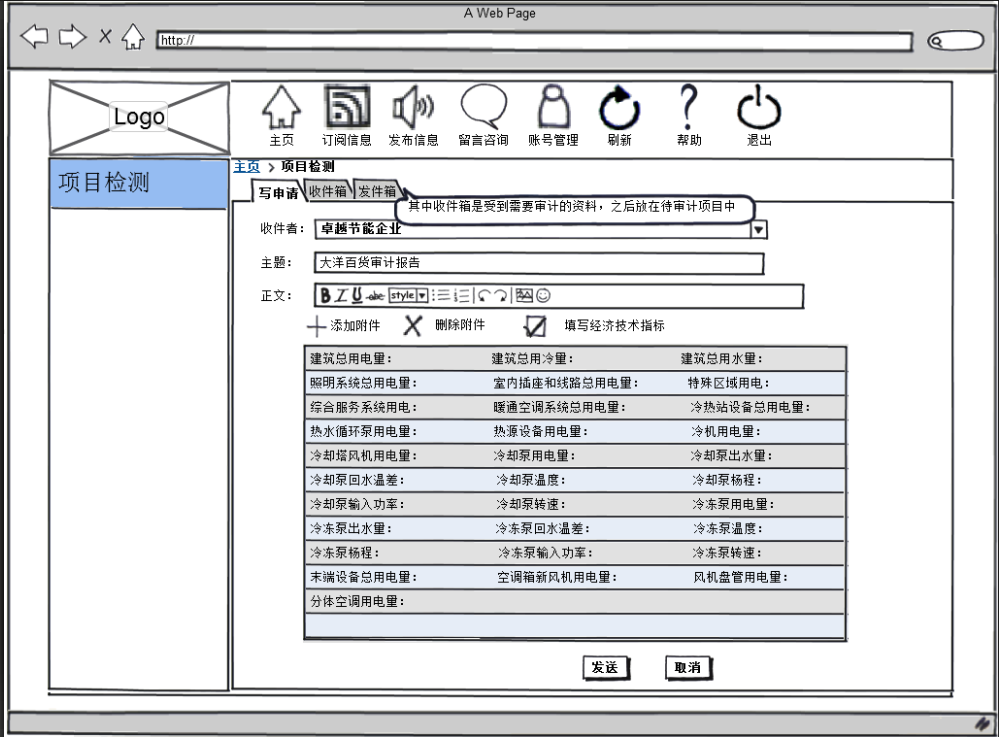 A Web Page
http://
Logo
主页 订阅信息 发布信息 留言咨询 账号管理 刷新 帮助 退出
项目检测
主页 > 项目检测
写申请 收件箱 发件箱
其中收件箱是受到需要审计的资料，之后放在待审计项目中
收件者： 卓越节能企业
主题： 大洋百货审计报告
正文： B I U abc style
添加附件 删除附件 填写经济技术指标
建筑总用电量： 建筑总用冷量： 建筑总用水量：
照明系统总用电量： 室内插座和线路总用电量： 特殊区域用电：
综合服务系统用电： 暖通空调系统总用电量： 冷热站设备总用电量：
热水循环泵用电量： 热源设备用电量： 冷机用电量：
冷却塔风机用电量： 冷却泵用电量： 冷却泵出水量：
冷却泵回水温差： 冷却泵温度： 冷却泵杨程：
冷却泵输入功率： 冷却泵转速： 冷冻泵用电量：
冷冻泵出水量： 冷冻泵回水温差： 冷冻泵温度：
冷冻泵杨程： 冷冻泵输入功率： 冷冻泵转速：
末端设备总用电量： 空调箱新风机用电量： 风机盘管用电量：
分体空调用电量：
发送 取消